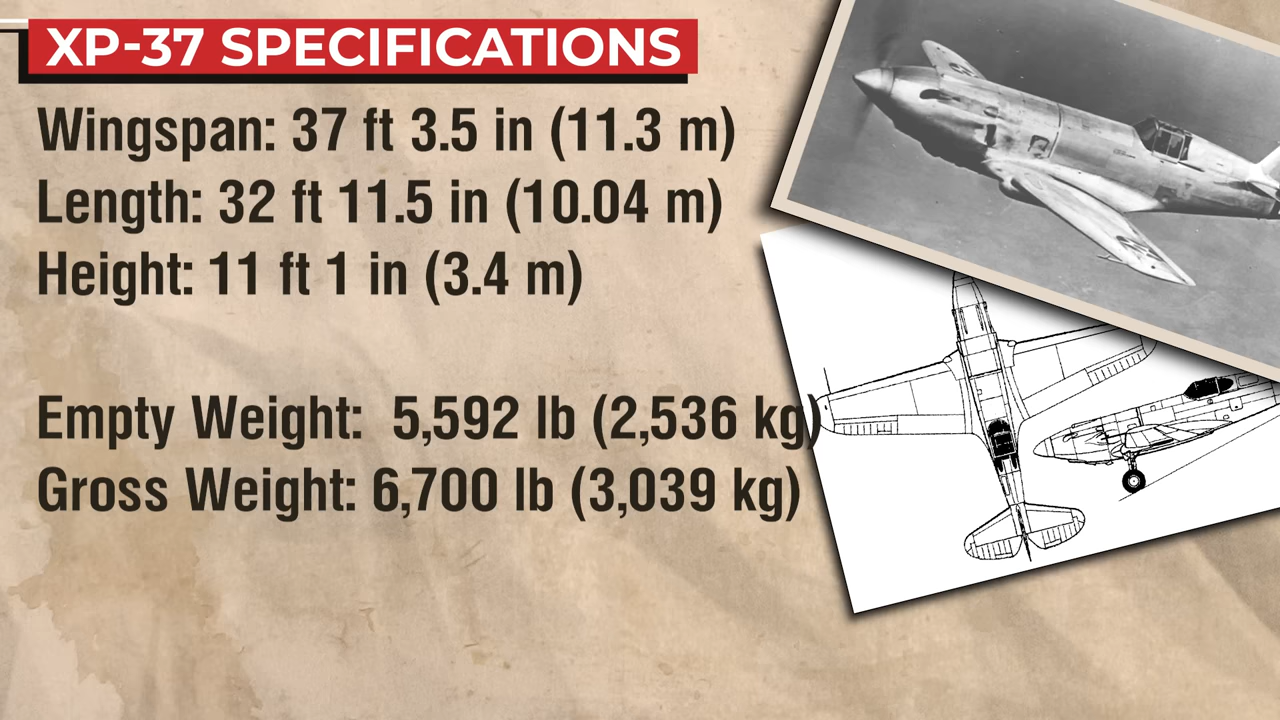 XP-37 SPECIFICATIONS
Wingspan: 37 ft 3.5 in (11.3 m)
Length: 32 ft 11.5 in (10.04 m)
Height: 11 ft 1 in (3.4 m)
Empty Weight:  5,592 lb (2,536 kg)
Gross Weight: 6,700 lb (3,039 kg)